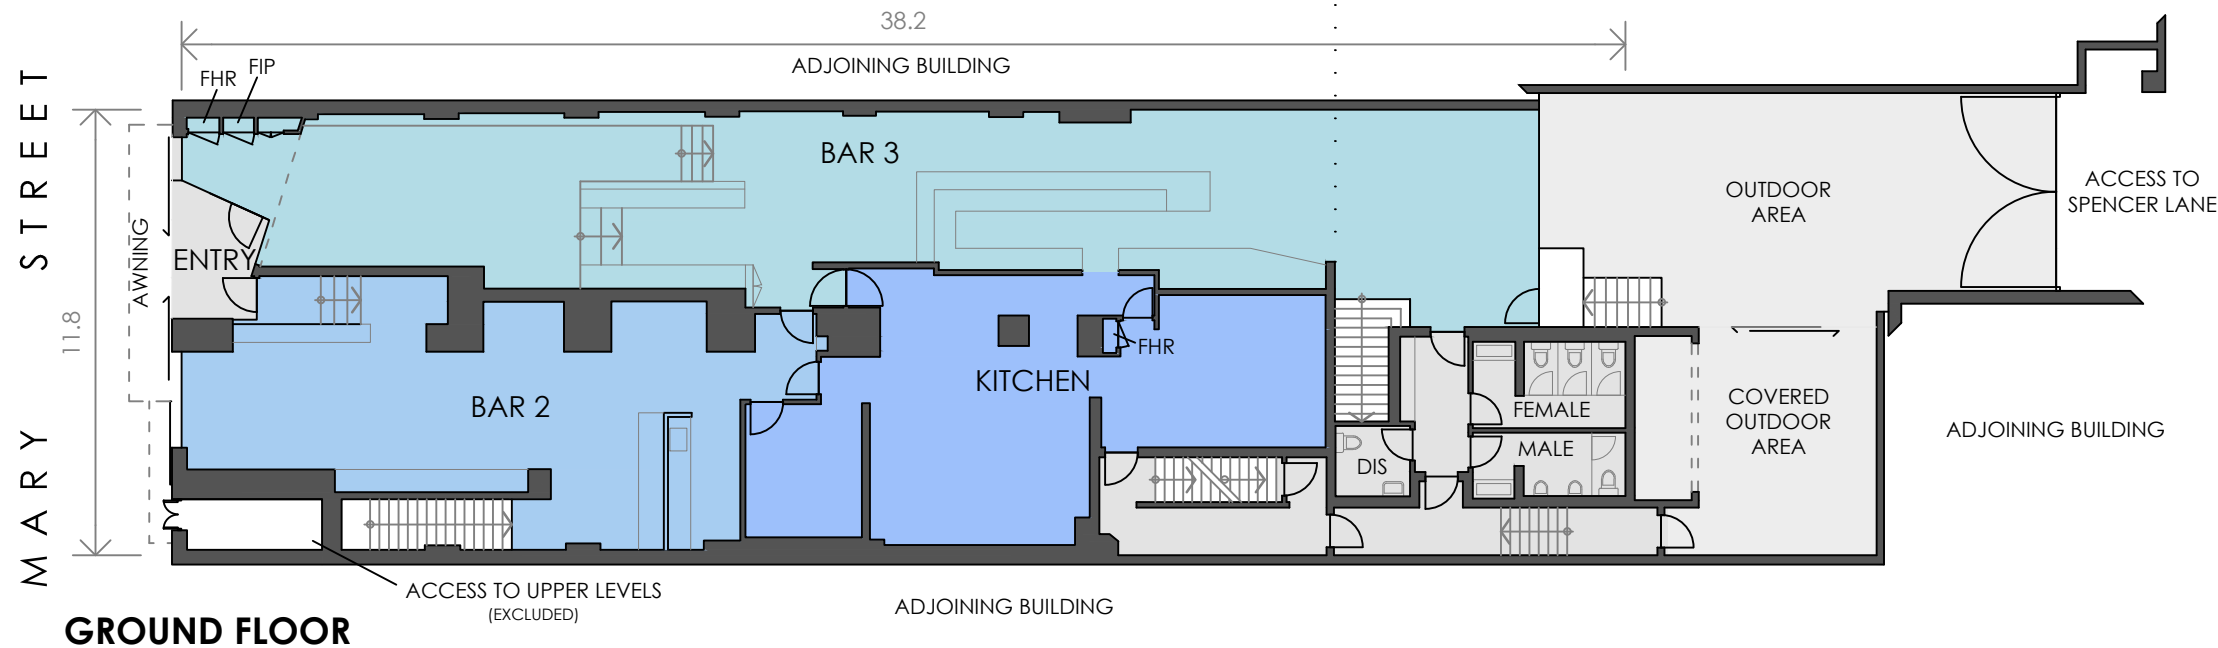 38.2
ADJOINING BUILDING
FIP
FHR
MARY STREET
BAR 3
OUTDOOR
AREA
ACCESS TO
SPENCER LANE
AWNING
ENTRY
11.8
FHR
KITCHEN
BAR 2
FEMALE
MALE
DIS
COVERED
OUTDOOR
AREA
ADJOINING BUILDING
ACCESS TO UPPER LEVELS
(EXCLUDED)
ADJOINING BUILDING
GROUND FLOOR